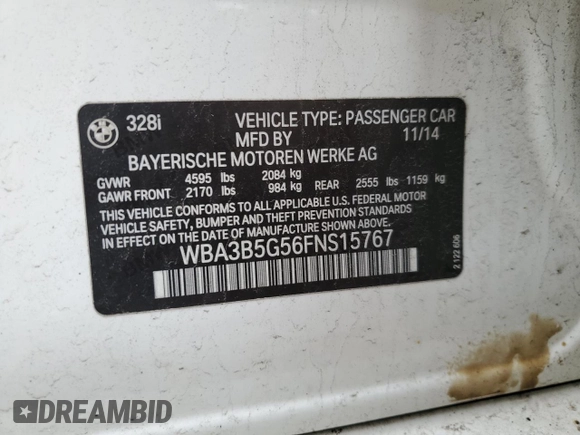 BMW
328i VEHICLE TYPE: PASSENGER CAR
MFD BY 11/14
BAYERISCHE MOTOREN WERKE AG
GVWR 4595 lbs 2084 kg
GAWR FRONT 2170 lbs 984 kg REAR 2555 lbs 1159 kg
THIS VEHICLE CONFORMS TO ALL APPLICABLE U.S. FEDERAL MOTOR
VEHICLE SAFETY, BUMPER AND THEFT PREVENTION STANDARDS IN
EFFECT ON THE DATE OF MANUFACTURE SHOWN ABOVE.
WBA3B5G56FNS15767
2 122 606
DREAMBID